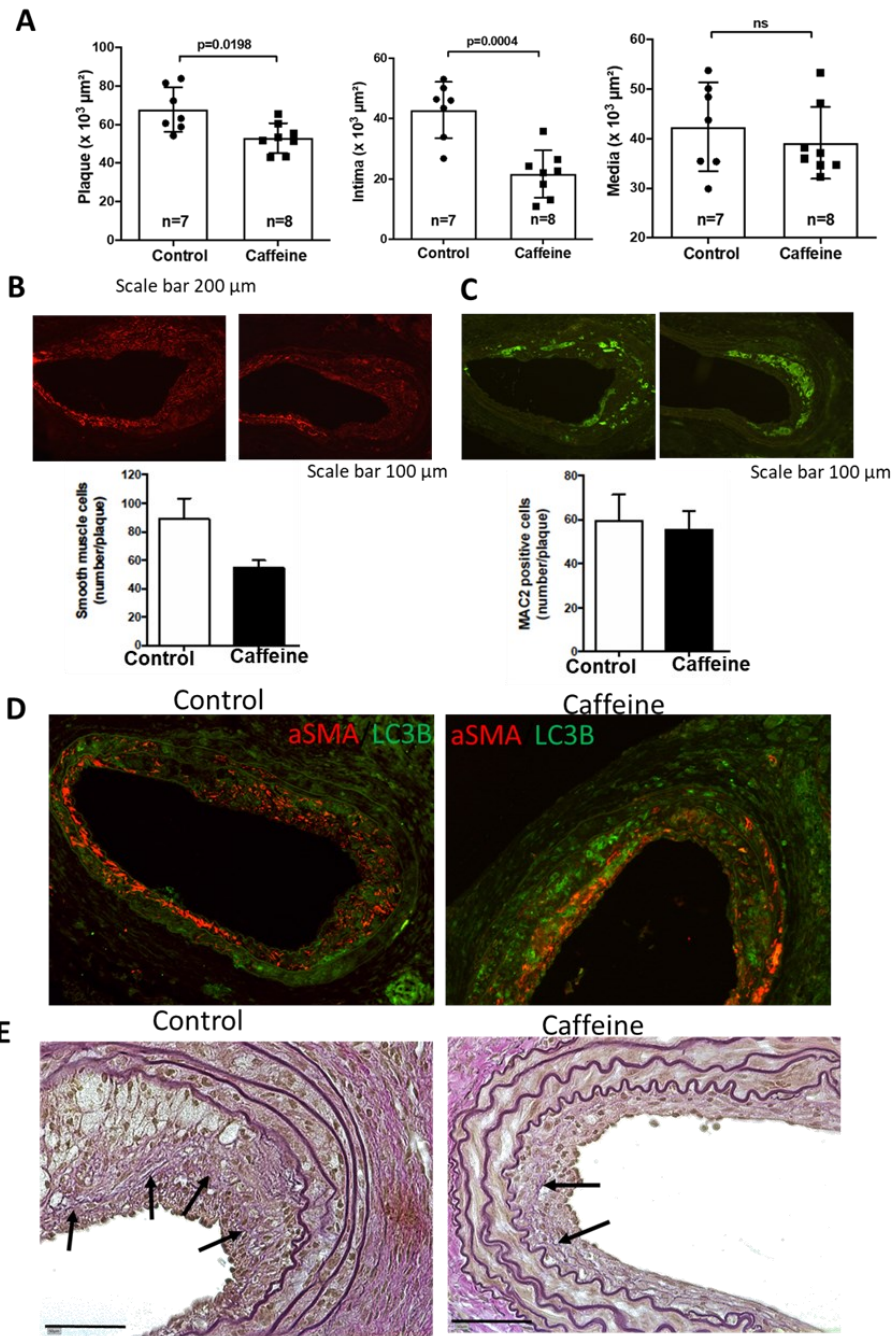 A
p=0.0198
Plaque (x 10³ µm²)
100
80
60
40
20
0
n=7
n=8
Control
Caffeine
p=0.0004
Intima (x 10³ µm²)
60
40
20
0
n=7
n=8
Control
Caffeine
ns
Media (x 10³ µm²)
60
50
40
30
20
n=7
n=8
Control
Caffeine
B
Scale bar 200 µm
C
Scale bar 100 µm
Scale bar 100 µm
Smooth muscle cells
(number/plaque)
120
100
80
60
40
20
0
Control
Caffeine
MAC2 positive cells
(number/plaque)
80
60
40
20
0
Control
Caffeine
D
Control
Caffeine
aSMA LC3B
aSMA LC3B
E
Control
Caffeine